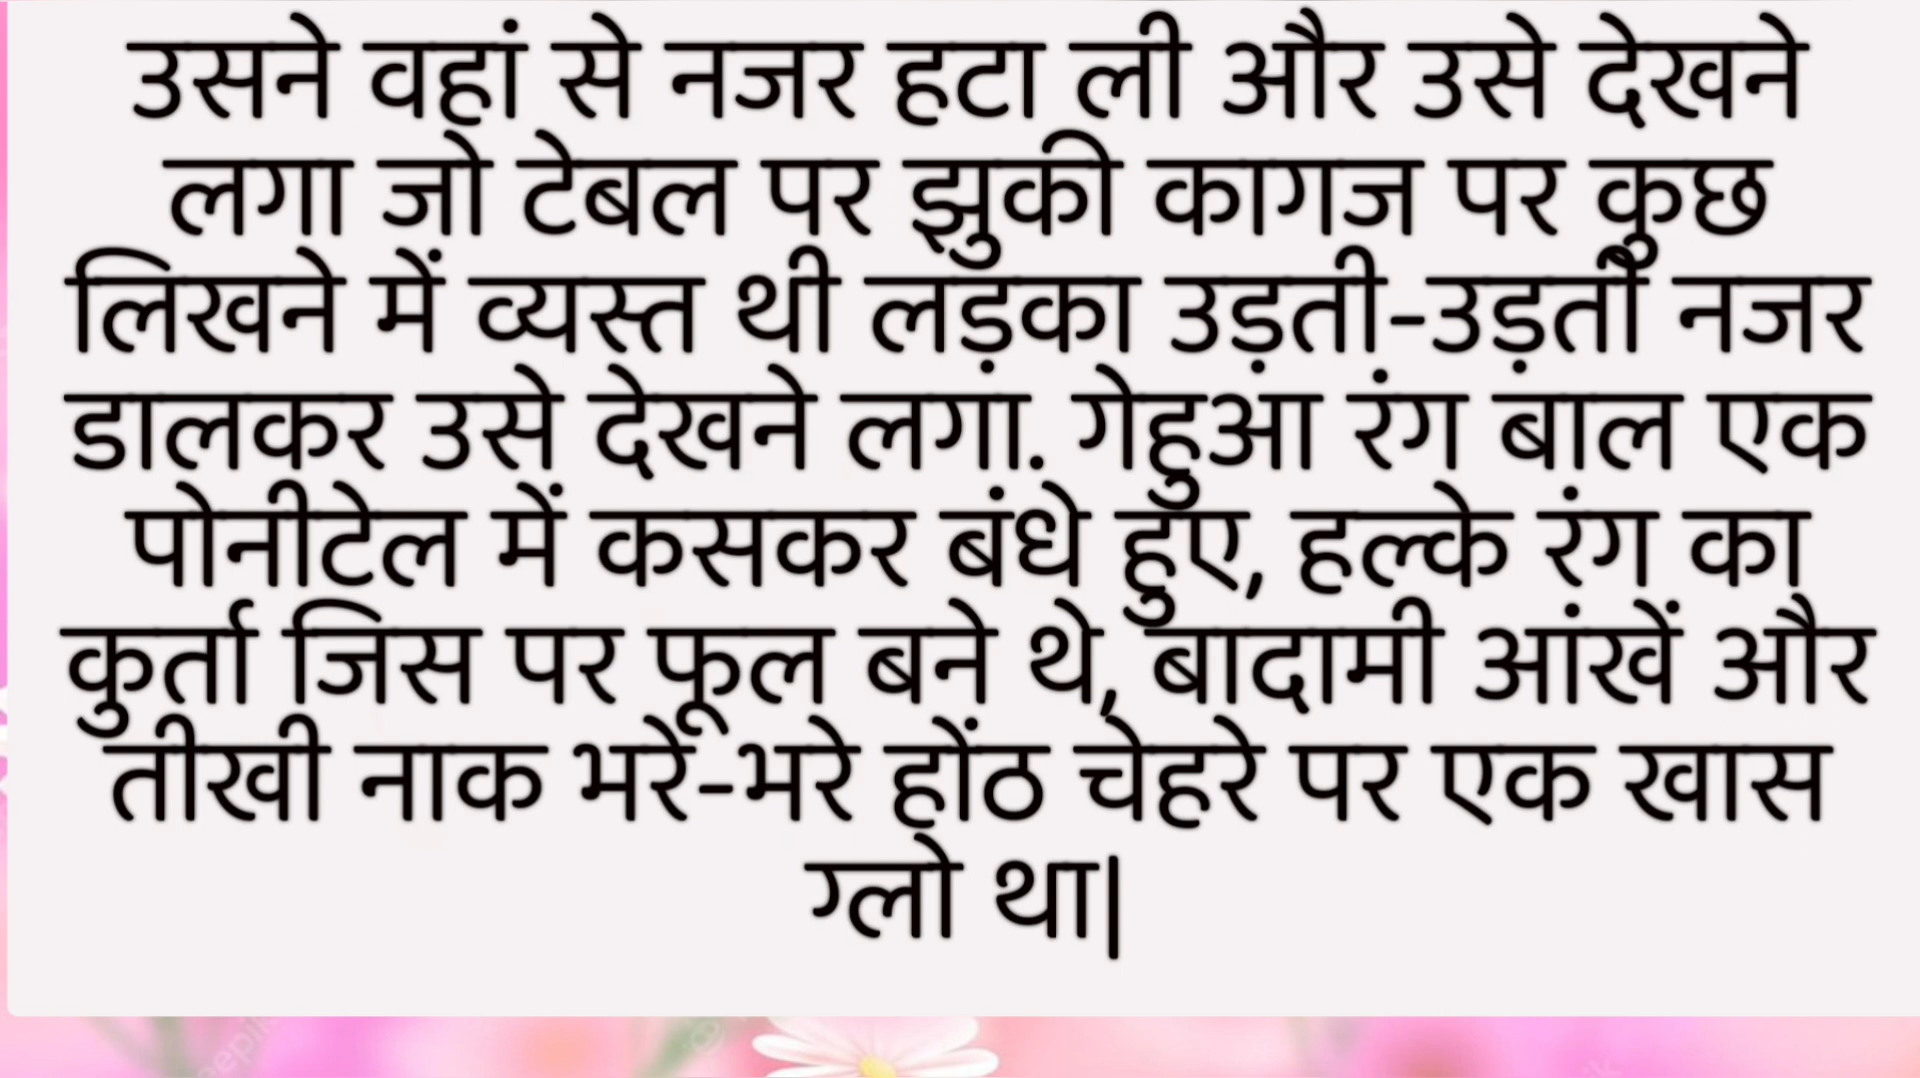 उसने वहां से नजर हटा ली और उसे देखने
लगा जो टेबल पर झुकी कागज पर कुछ
लिखने में व्यस्त थी लड़का उड़ती-उड़ती नजर
डालकर उसे देखने लगा. गेहुआ रंग बाल एक
पोनीटेल में कसकर बंधे हुए, हल्के रंग का
कुर्ता जिस पर फूल बने थे, बादामी आंखें और
तीखी नाक भरे-भरे होंठ चेहरे पर एक खास
ग्लो था|